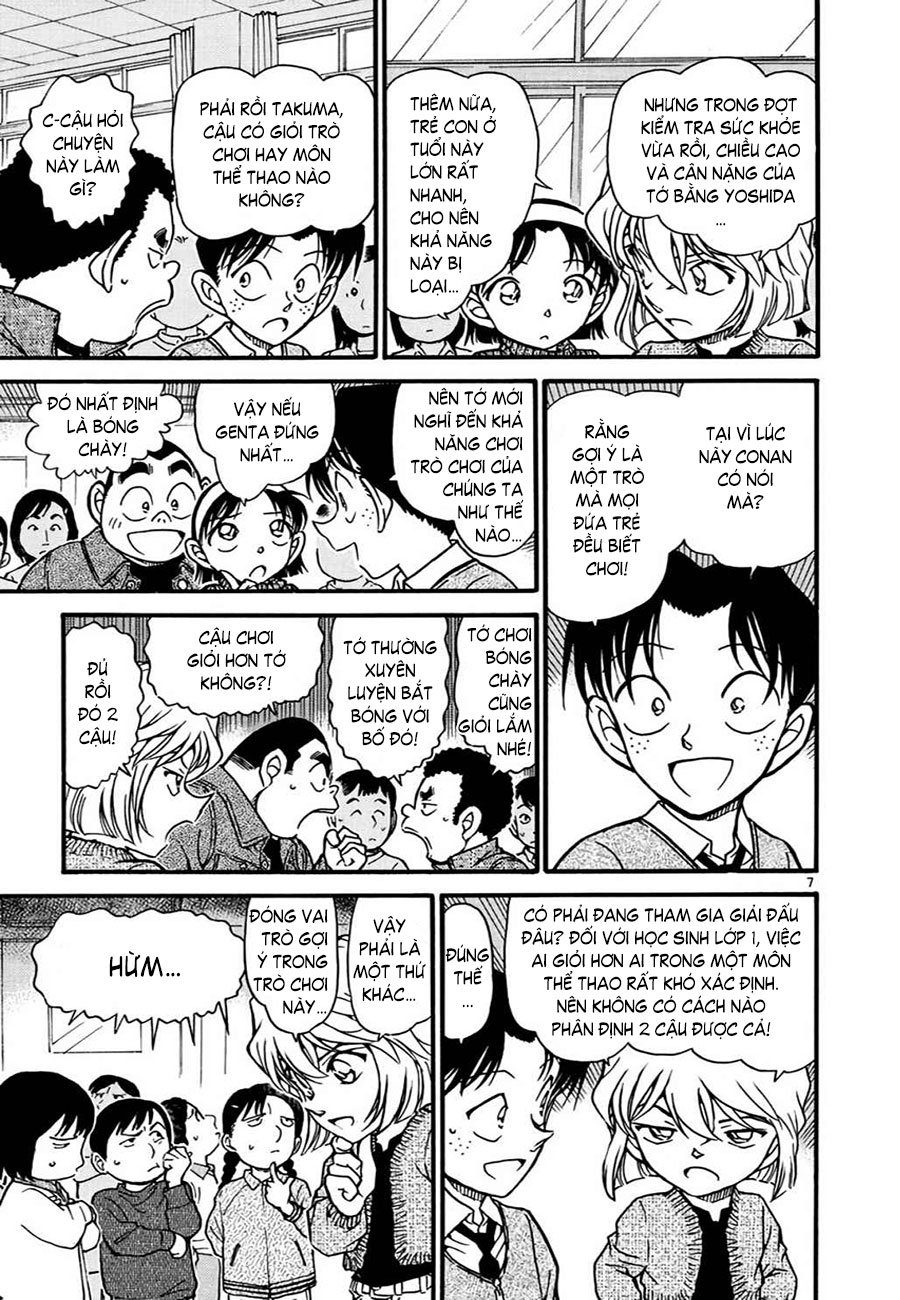 NHƯNG TRONG ĐỢT
KIỂM TRA SỨC KHỎE
VỪA RỒI, CHIỀU CAO
VÀ CÂN NẶNG CỦA
TỚ BẰNG YOSHIDA
...
THÊM NỮA,
TRẺ CON Ở
TUỔI NÀY
LỚN RẤT
NHANH,
CHO NÊN
KHẢ NĂNG
NÀY BỊ
LOẠI...
PHẢI RỒI TAKUMA,
CẬU CÓ GIỎI TRÒ
CHƠI HAY MÔN
THỂ THAO NÀO
KHÔNG?
C-CẬU HỎI
CHUYỆN
NÀY LÀM
GÌ?
TẠI VÌ LÚC
NÀY CONAN
CÓ NÓI
MÀ?
RẰNG
GỢI Ý LÀ
MỘT TRÒ
MÀ MỌI
ĐỨA TRẺ
ĐỀU BIẾT
CHƠI!
NÊN TỚ MỚI
NGHĨ ĐẾN KHẢ
NĂNG CHƠI
TRÒ CHƠI CỦA
CHÚNG TA
NHƯ THẾ
NÀO...
VẬY NẾU
GENTA ĐỨNG
NHẤT...
ĐÓ NHẤT ĐỊNH
LÀ BÓNG
CHÀY!
TỚ CHƠI
BÓNG
CHÀY
CŨNG
GIỎI LẮM
NHÉ!
TỚ THƯỜNG
XUYÊN
LUYỆN BẮT
BÓNG VỚI
BỐ ĐÓ!
CẬU CHƠI
GIỎI HƠN TỚ
KHÔNG?!
ĐỦ
RỒI
ĐÓ 2
CẬU!
7
CÓ PHẢI ĐANG THAM GIA GIẢI ĐẤU
ĐÂU? ĐỐI VỚI HỌC SINH LỚP 1, VIỆC
AI GIỎI HƠN AI TRONG MỘT MÔN
THỂ THAO RẤT KHÓ XÁC ĐỊNH.
NÊN KHÔNG CÓ CÁCH NÀO
PHÂN ĐỊNH 2 CẬU ĐƯỢC CẢ!
ĐÚNG
THẾ
...
VẬY
PHẢI LÀ
MỘT THỨ
KHÁC...
ĐÓNG VAI
TRÒ GỢI
Ý TRONG
TRÒ CHƠI
NÀY...
HỪM...